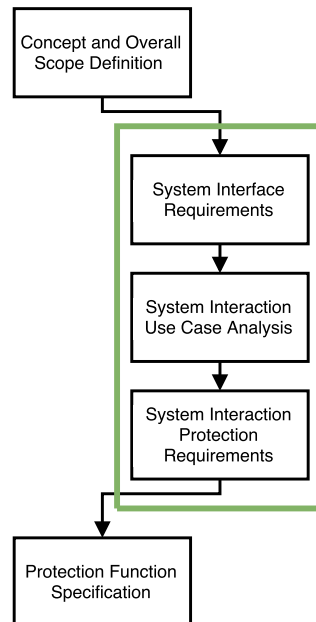 Concept and Overall
Scope Definition
System Interface
Requirements
System Interaction
Use Case Analysis
System Interaction
Protection
Requirements
Protection Function
Specification